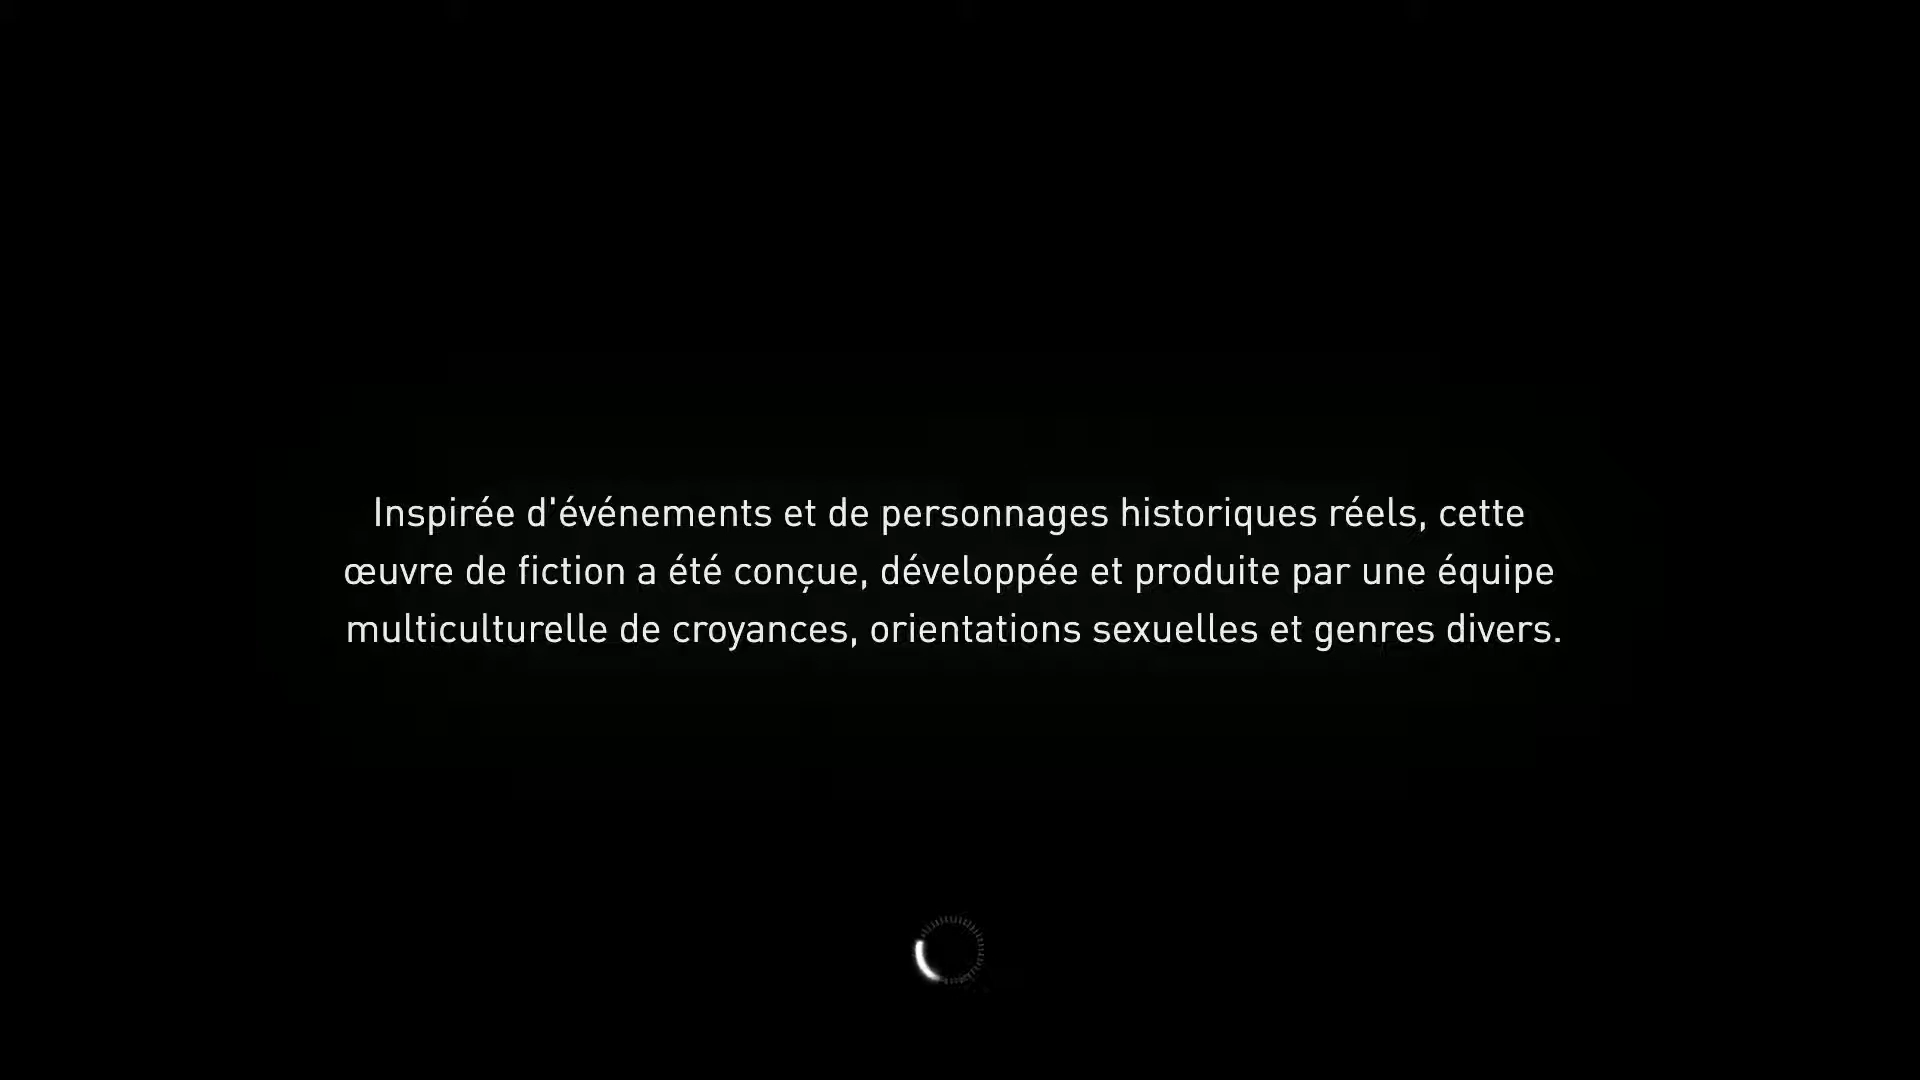 Inspirée d'événements et de personnages historiques réels, cette
œuvre de fiction a été conçue, développée et produite par une équipe
multiculturelle de croyances, orientations sexuelles et genres divers.